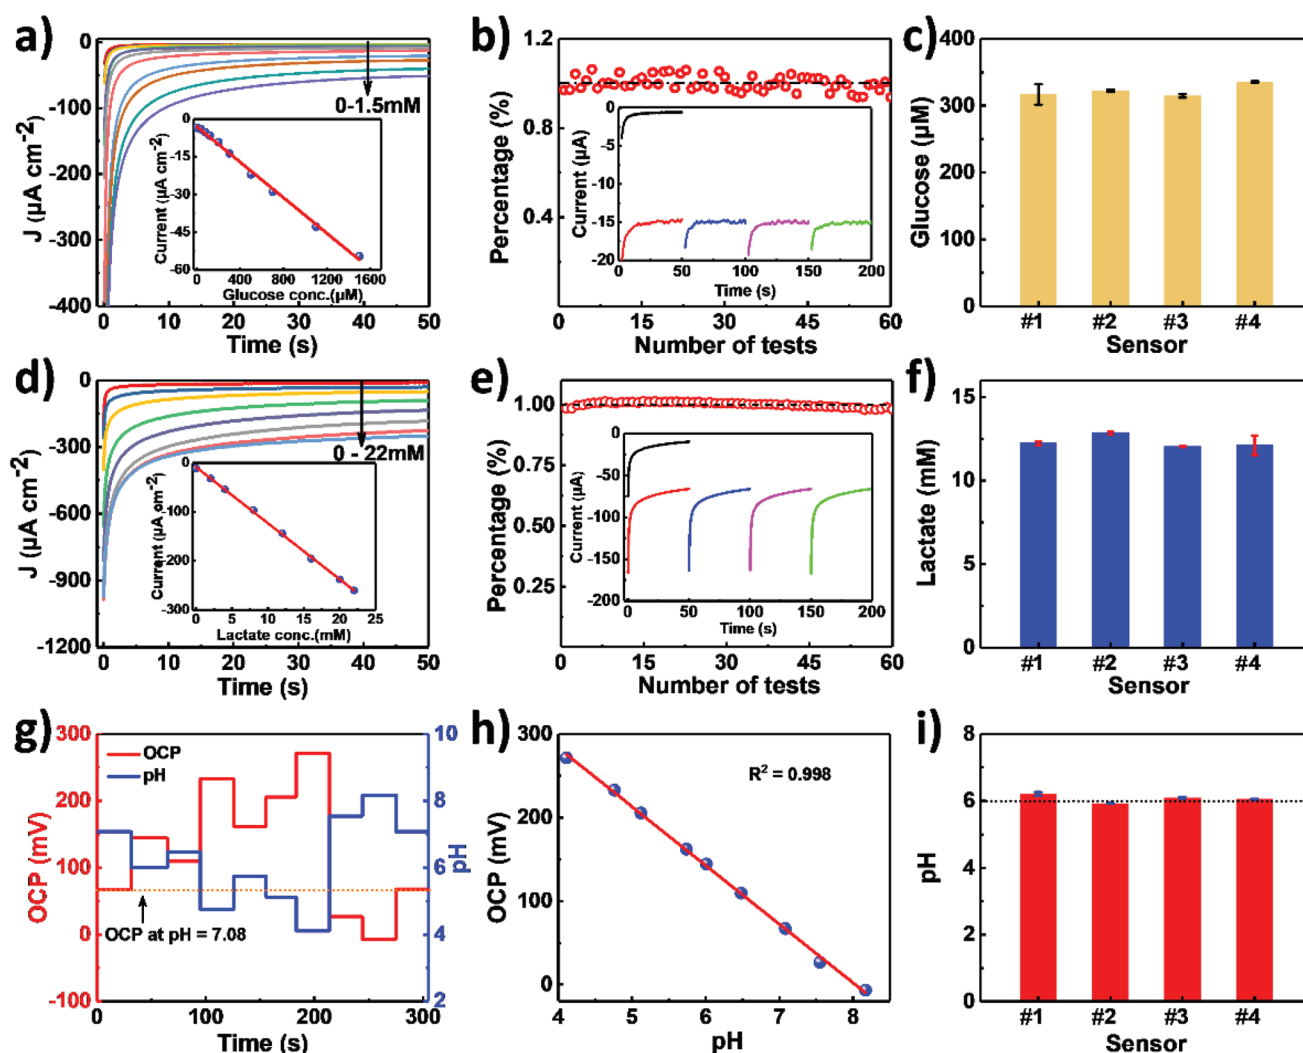 a)
0
-100
-200
-300
-400
J (µA cm⁻²)
0 10 20 30 40 50
Time (s)
0-1.5mM
0
-15
-30
-45
-60
Current (µA cm⁻²)
0 400 800 1200 1600
Glucose conc.(µM)
b)
1.2
0.8
0.4
Percentage (%)
0 15 30 45 60
Number of tests
0
-5
-10
-15
-20
Current (µA)
0 50 100 150 200
Time (s)
c)
400
300
200
100
0
Glucose (µM)
#1 #2 #3 #4
Sensor
d)
0
-300
-600
-900
-1200
J (µA cm⁻²)
0 10 20 30 40 50
Time (s)
0 - 22mM
0
-100
-200
-300
Current (µA cm⁻²)
0 5 10 15 20 25
Lactate conc.(mM)
e)
1.00
0.75
0.50
0.25
Percentage (%)
0 15 30 45 60
Number of tests
0
-50
-100
-150
-200
Current (µA)
0 50 100 150 200
Time (s)
f)
15
10
5
0
Lactate (mM)
#1 #2 #3 #4
Sensor
g)
300
200
100
0
-100
OCP (mV)
10
8
6
4
2
pH
OCP
pH
OCP at pH = 7.08
0 100 200 300
Time (s)
h)
300
200
100
0
OCP (mV)
R² = 0.998
4 5 6 7 8
pH
i)
8
6
4
2
0
pH
#1 #2 #3 #4
Sensor